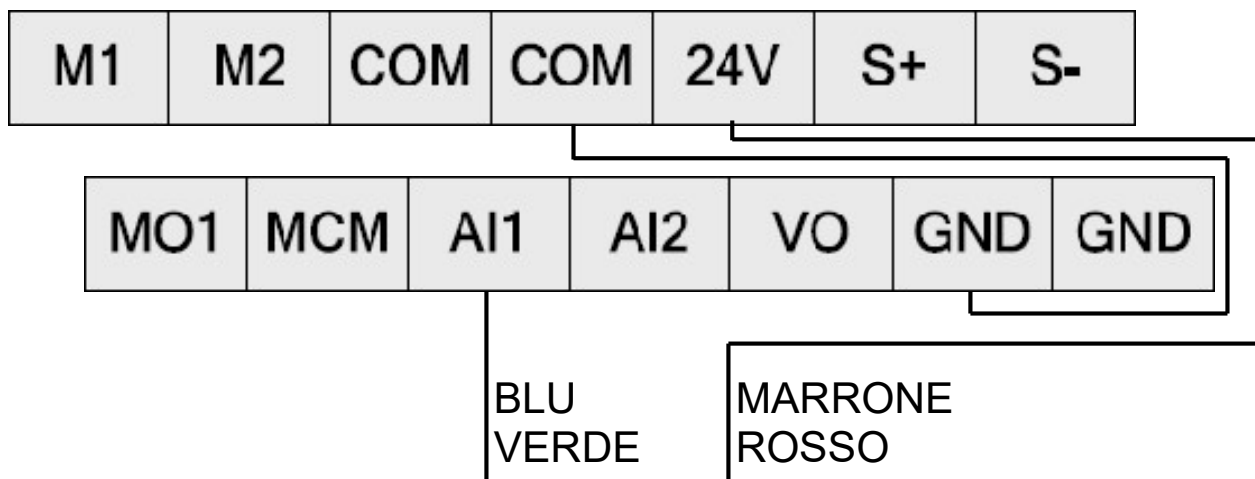 M1 M2 COM COM 24V S+ S-
MO1 MCM AI1 AI2 VO GND GND
BLU MARRONE
VERDE ROSSO